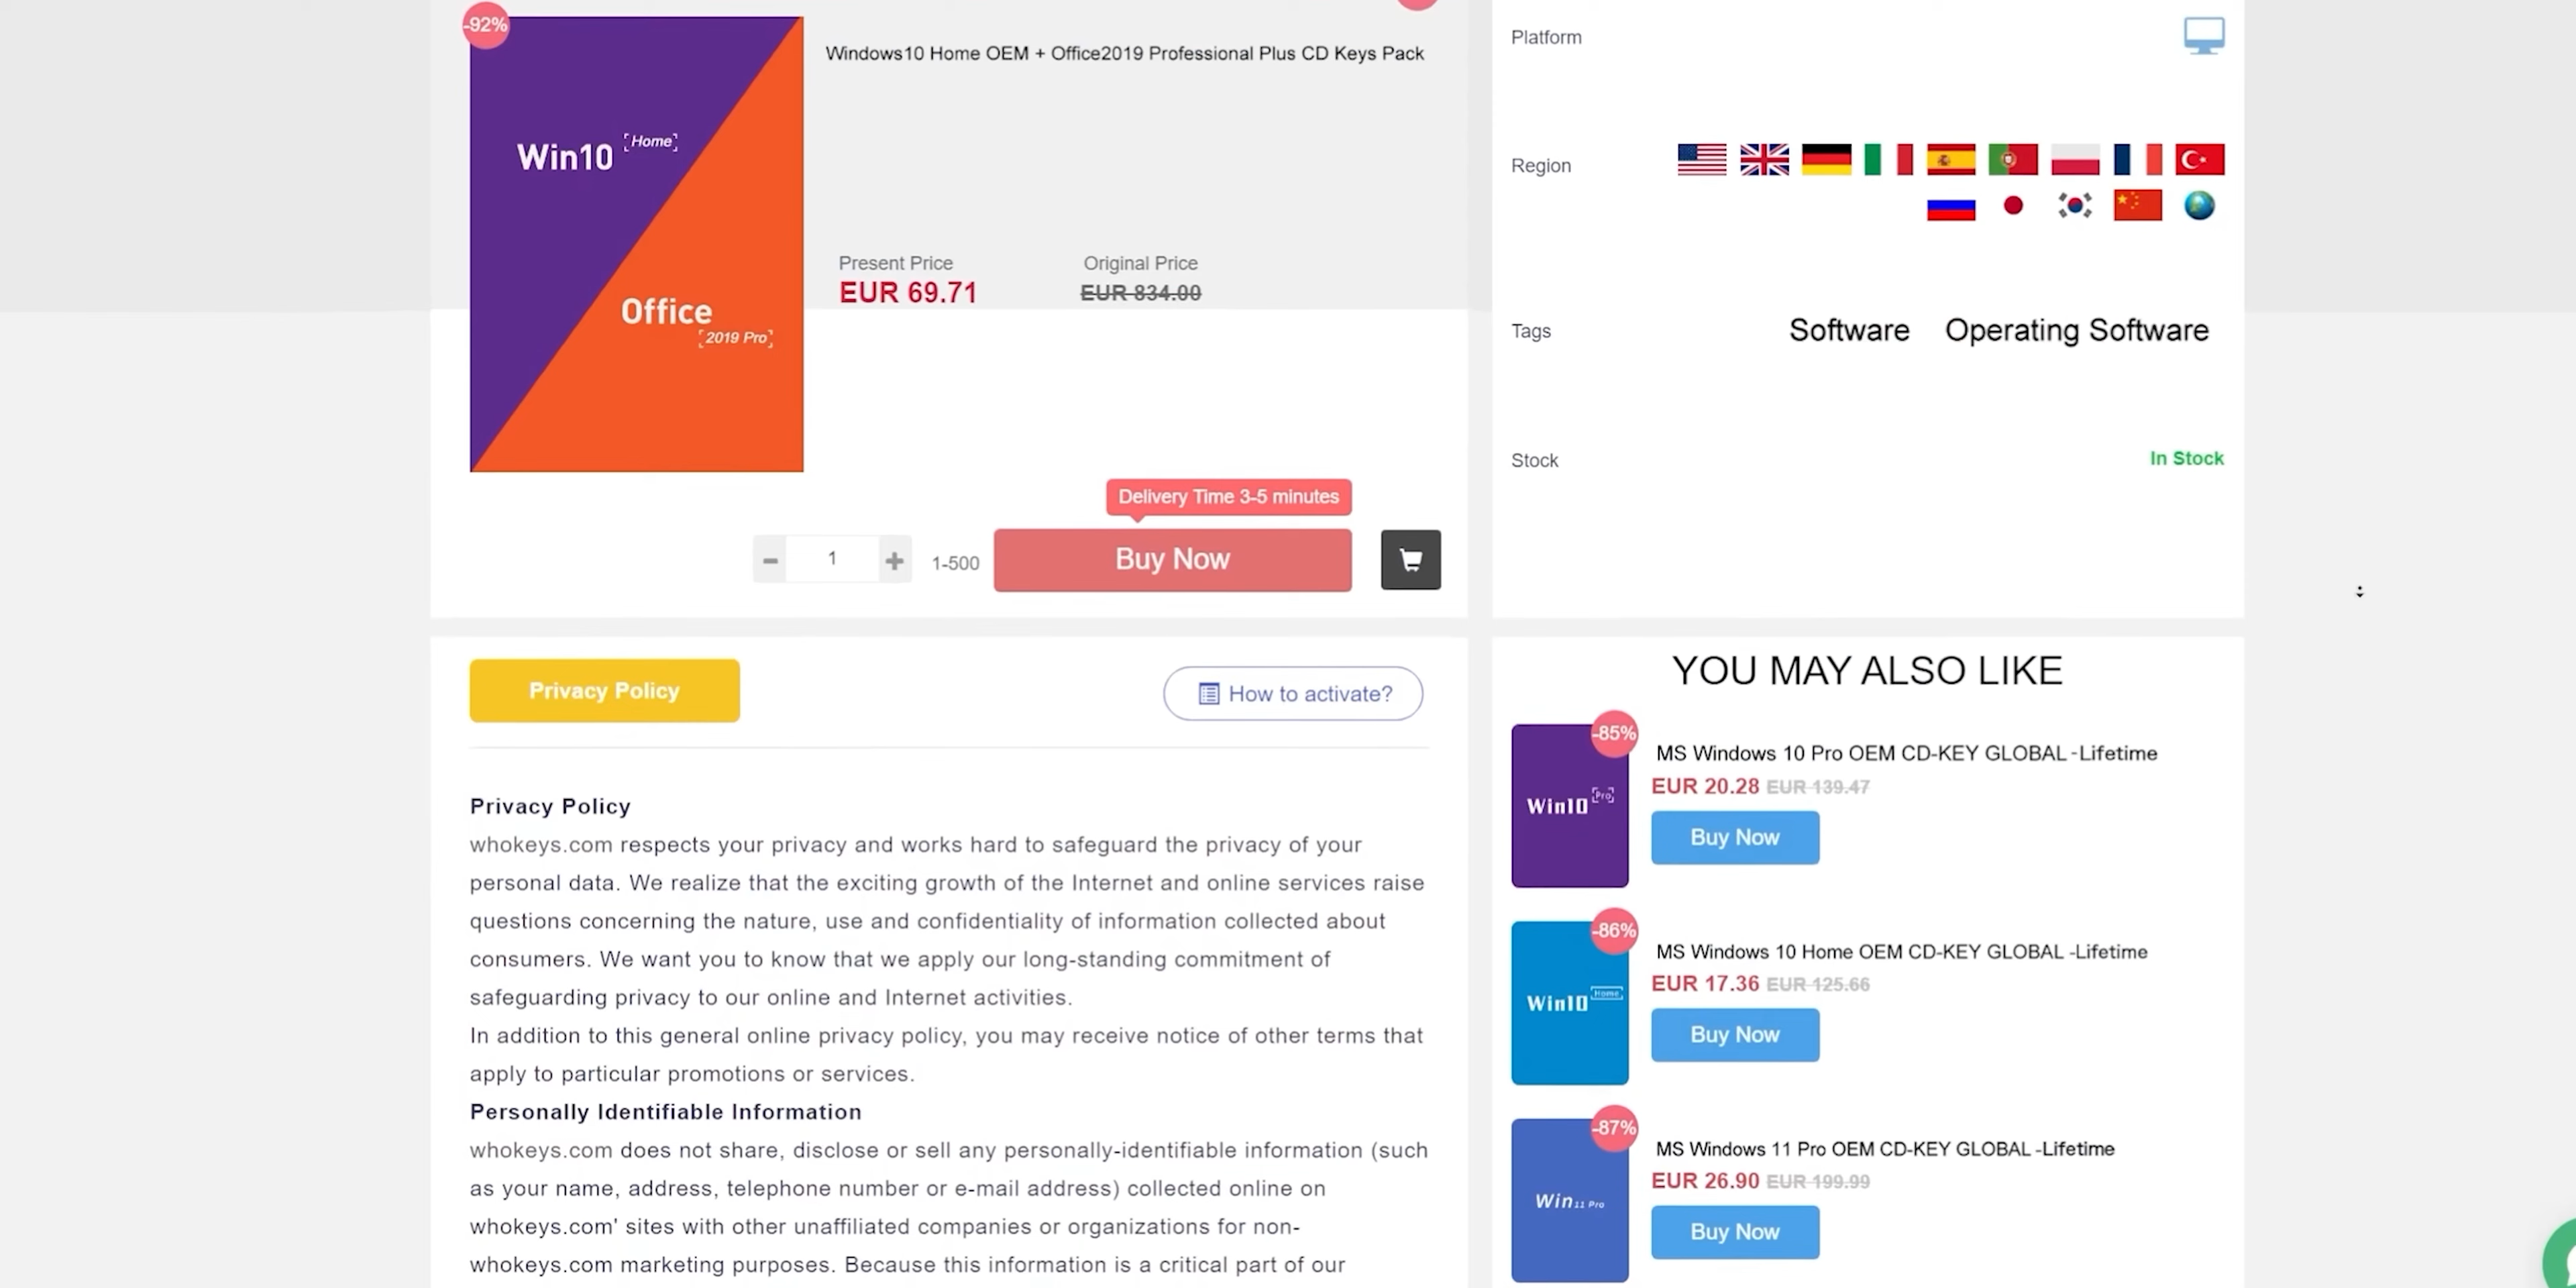 -92%
Windows10 Home OEM + Office2019 Professional Plus CD Keys Pack
Win10 [Home]
Office
[2019 Pro]
Present Price
Original Price
EUR 69.71
EUR 834.00
Delivery Time 3-5 minutes
1
1-500
Buy Now
Platform
Region
Tags
Software
Operating Software
Stock
In Stock
Privacy Policy
How to activate?
Privacy Policy
whokeys.com respects your privacy and works hard to safeguard the privacy of your
personal data. We realize that the exciting growth of the Internet and online services raise
questions concerning the nature, use and confidentiality of information collected about
consumers. We want you to know that we apply our long-standing commitment of
safeguarding privacy to our online and Internet activities.
In addition to this general online privacy policy, you may receive notice of other terms that
apply to particular promotions or services.
Personally Identifiable Information
whokeys.com does not share, disclose or sell any personally-identifiable information (such
as your name, address, telephone number or e-mail address) collected online on
whokeys.com' sites with other unaffiliated companies or organizations for non-
whokeys.com marketing purposes. Because this information is a critical part of our
YOU MAY ALSO LIKE
-85%
Win10 [Pro]
MS Windows 10 Pro OEM CD-KEY GLOBAL -Lifetime
EUR 20.28 EUR 139.47
Buy Now
-86%
Win10 [Home]
MS Windows 10 Home OEM CD-KEY GLOBAL -Lifetime
EUR 17.36 EUR 125.66
Buy Now
-87%
Win 11 Pro
MS Windows 11 Pro OEM CD-KEY GLOBAL -Lifetime
EUR 26.90 EUR 199.99
Buy Now